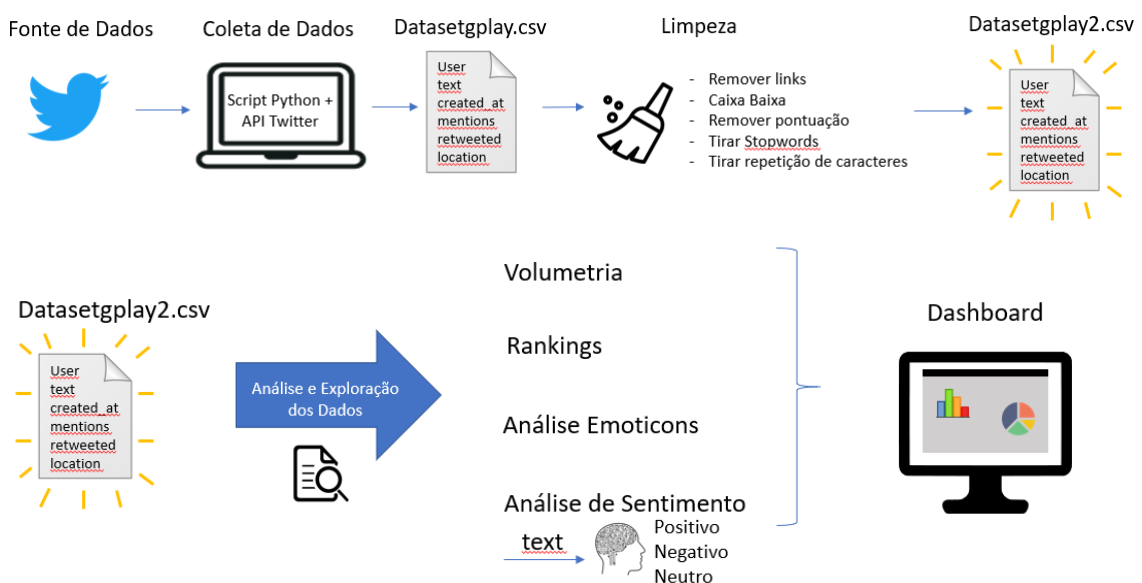 Fonte de Dados
Coleta de Dados
Script Python +
API Twitter
Datasetgplay.csv
User
text
created_at
mentions
retweeted
location
Limpeza
- Remover links
- Caixa Baixa
- Remover pontuação
- Tirar Stopwords
- Tirar repetição de caracteres
Datasetgplay2.csv
User
text
created_at
mentions
retweeted
location
Datasetgplay2.csv
User
text
created_at
mentions
retweeted
location
Análise e Exploração
dos Dados
Volumetria
Rankings
Análise Emoticons
Análise de Sentimento
text
Positivo
Negativo
Neutro
Dashboard